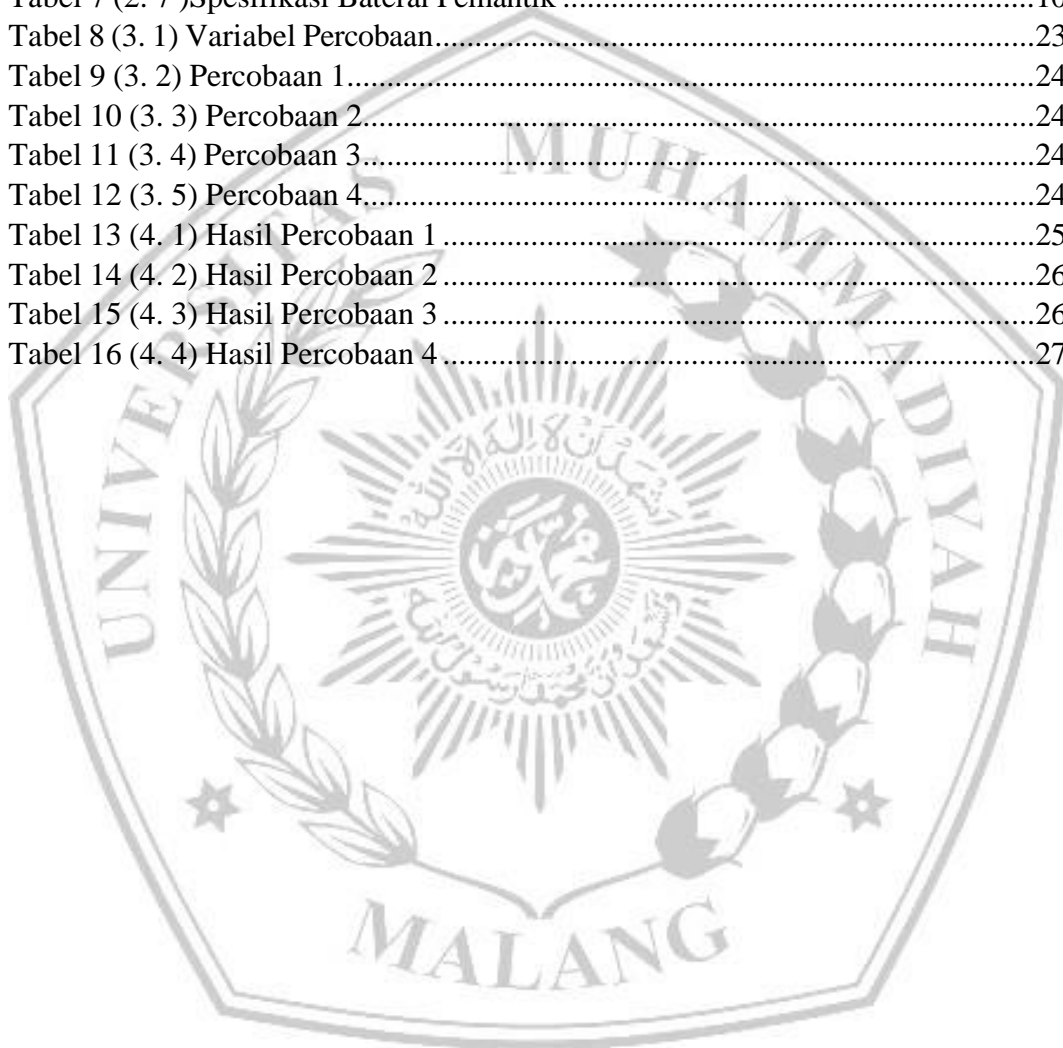 Tabel 7 (2. 7 )Spesifikasi Baterai Pemantik ........ 16
Tabel 8 (3. 1) Variabel Percobaan ........ 23
Tabel 9 (3. 2) Percobaan 1 ........ 24
Tabel 10 (3. 3) Percobaan 2 ........ 24
Tabel 11 (3. 4) Percobaan 3 ........ 24
Tabel 12 (3. 5) Percobaan 4 ........ 24
Tabel 13 (4. 1) Hasil Percobaan 1 ........ 25
Tabel 14 (4. 2) Hasil Percobaan 2 ........ 26
Tabel 15 (4. 3) Hasil Percobaan 3 ........ 26
Tabel 16 (4. 4) Hasil Percobaan 4 ........ 27
UNIVERSITAS MUHAMMADIYAH
MALANG